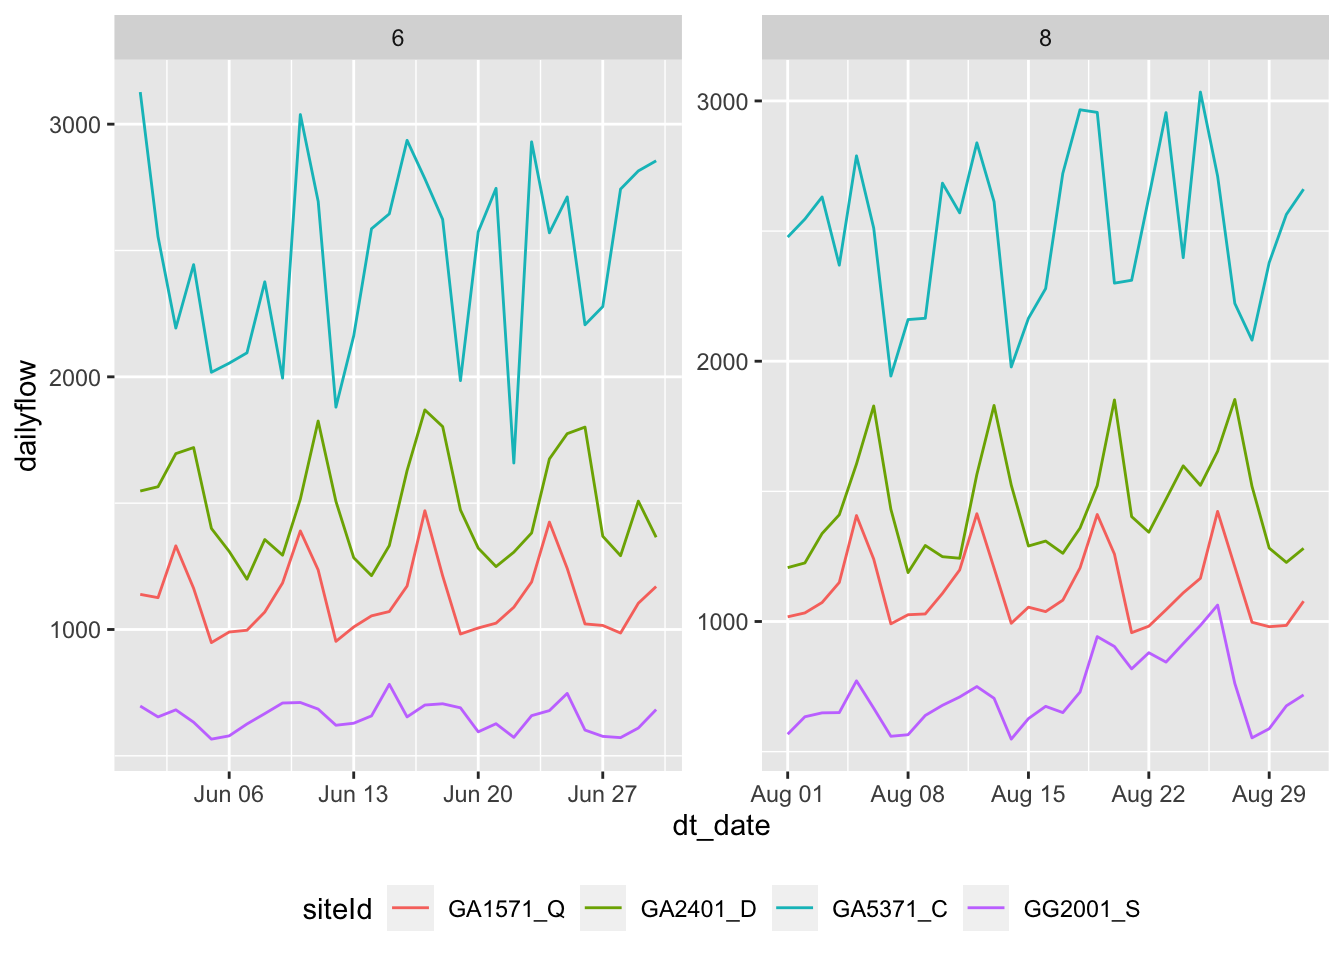 6
8
3000
2000
1000
3000
2000
1000
dailyflow
Jun 06 Jun 13 Jun 20 Jun 27
Aug 01 Aug 08 Aug 15 Aug 22 Aug 29
dt_date
siteId GA1571_Q GA2401_D GA5371_C GG2001_S